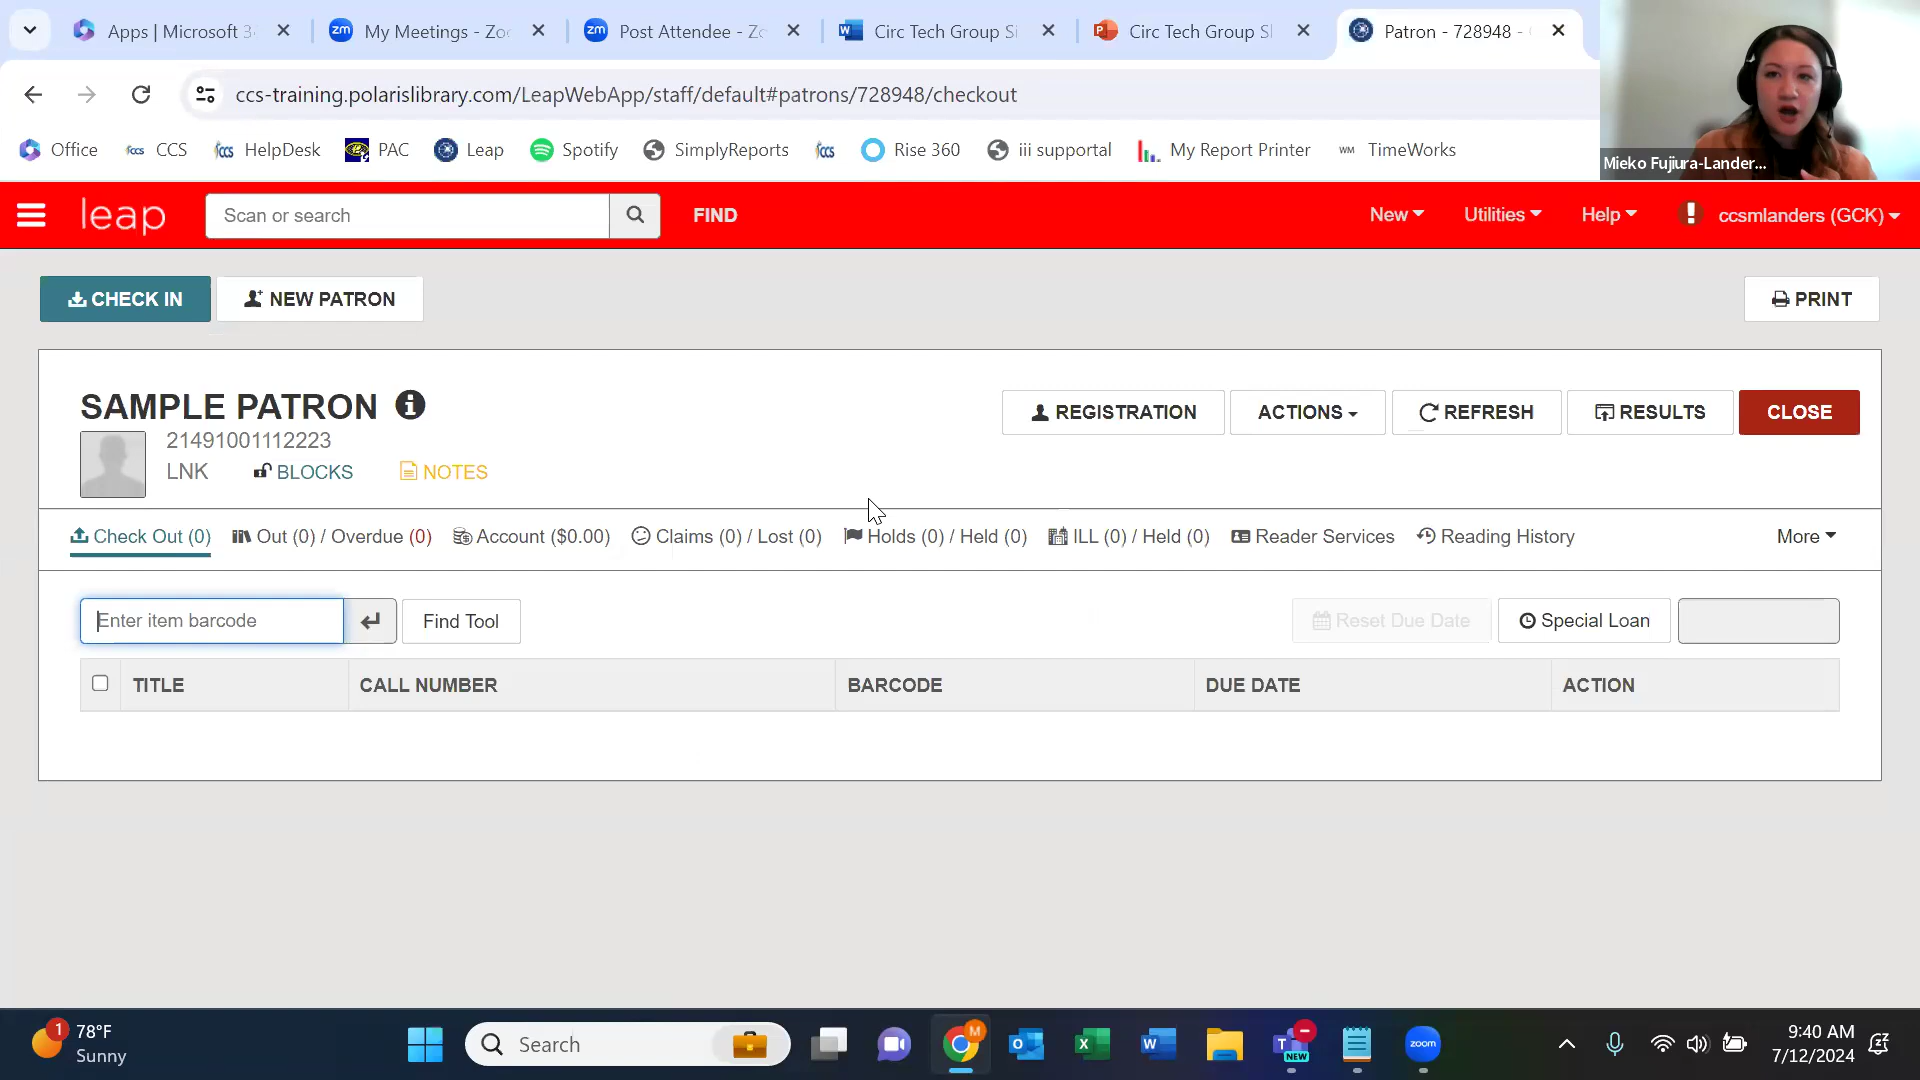 Apps | Microsoft 3
My Meetings - Zo
Post Attendee - Zo
Circ Tech Group Si
Circ Tech Group Sl
Patron - 728948 -
ccs-training.polarislibrary.com/LeapWebApp/staff/default#patrons/728948/checkout
Office CCS HelpDesk PAC Leap Spotify SimplyReports Rise 360 iii supportal My Report Printer TimeWorks
Mieko Fujiura-Lander...
leap Scan or search FIND New Utilities Help ccsmlanders (GCK)
CHECK IN NEW PATRON PRINT
SAMPLE PATRON REGISTRATION ACTIONS REFRESH RESULTS CLOSE
21491001112223
LNK BLOCKS NOTES
Check Out (0) Out (0) / Overdue (0) Account ($0.00) Claims (0) / Lost (0) Holds (0) / Held (0) ILL (0) / Held (0) Reader Services Reading History More
Enter item barcode Find Tool Reset Due Date Special Loan
TITLE CALL NUMBER BARCODE DUE DATE ACTION
1 78°F
Sunny
Search
M
NEW
zoom
9:40 AM
7/12/2024